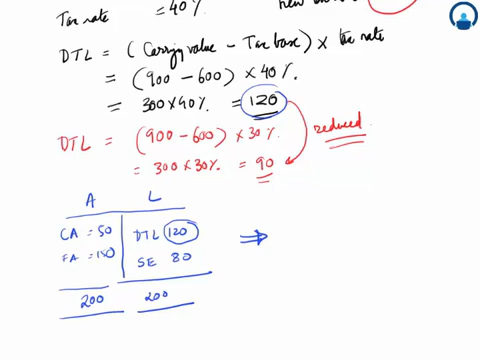 Tax rate = 40%
new
DTL = (Carrying value - Tax base) × tax rate
= (900 - 600) × 40%.
= 300 × 40% = 120
DTL = (900 - 600) × 30%.
reduced
= 300 × 30% = 90
A L
CA = 50 DTL 120
FA = 150 SE 80
200 200